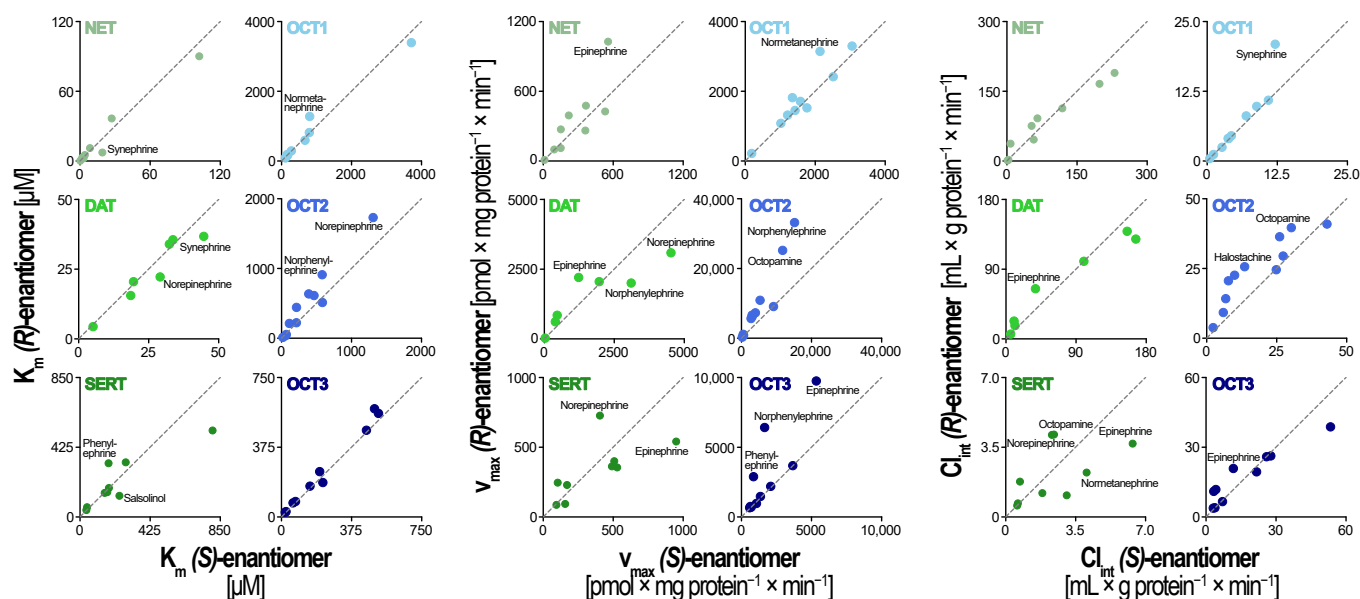 K_m (R)-enantiomer [µM]
NET
120
60
0
Synephrine
0 60 120
OCT1
4000
2000
0
Normeta-
nephrine
0 2000 4000
DAT
50
25
0
Synephrine
Norepinephrine
0 25 50
OCT2
2000
1000
0
Norepinephrine
Norphenyl-
ephrine
0 1000 2000
SERT
850
425
0
Phenyl-
ephrine
Salsolinol
0 425 850
OCT3
750
375
0
0 375 750
K_m (S)-enantiomer
[µM]
v_max (R)-enantiomer [pmol × mg protein⁻¹ × min⁻¹]
NET
1200
600
0
Epinephrine
0 600 1200
OCT1
4000
2000
0
Normetanephrine
0 2000 4000
DAT
5000
2500
0
Norepinephrine
Epinephrine
Norphenylephrine
0 2500 5000
OCT2
40,000
20,000
0
Norphenylephrine
Octopamine
0 20,000 40,000
SERT
1000
500
0
Norepinephrine
Epinephrine
0 500 1000
OCT3
10,000
5000
0
Epinephrine
Norphenylephrine
Phenyl-
ephrine
0 5000 10,000
v_max (S)-enantiomer
[pmol × mg protein⁻¹ × min⁻¹]
Cl_int (R)-enantiomer [mL × g protein⁻¹ × min⁻¹]
NET
300
150
0
0 150 300
OCT1
25.0
12.5
0
Synephrine
0 12.5 25.0
DAT
180
90
0
Epinephrine
0 90 180
OCT2
50
25
0
Octopamine
Halostachine
0 25 50
SERT
7.0
3.5
0
Octopamine
Norepinephrine
Epinephrine
Normetanephrine
0 3.5 7.0
OCT3
60
30
0
Epinephrine
0 30 60
Cl_int (S)-enantiomer
[mL × g protein⁻¹ × min⁻¹]